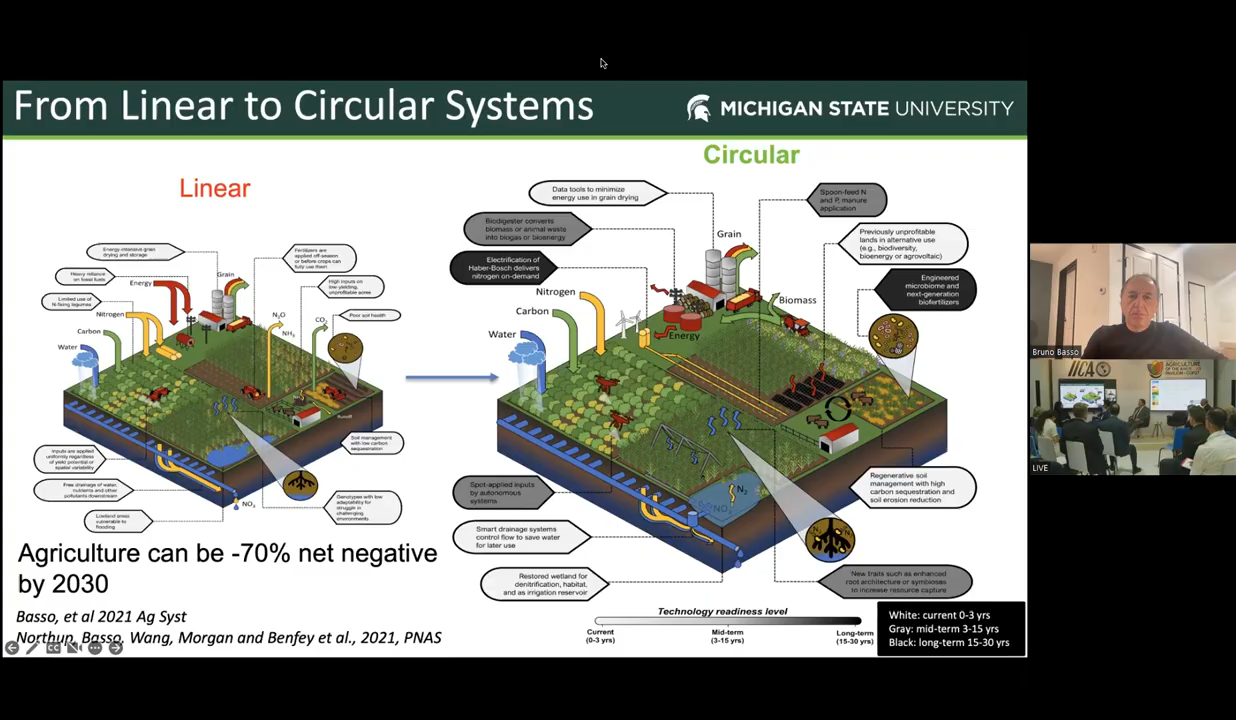 From Linear to Circular Systems
MICHIGAN STATE UNIVERSITY
Linear
Energy-intensive grain
drying and storage
Fertilizers are
applied off-season
or before crops can
fully use them
Heavy reliance
on fossil fuels
High inputs on
low-yielding,
unprofitable acres
Limited use of
N-fixing legumes
Poor soil health
Grain
Energy
Nitrogen
Carbon
Water
N₂O
NH₃
CO₂
Runoff
Inputs are applied
uniformly regardless
of yield potential or
spatial variability
Free drainage of water,
nutrients and other
pollutants downstream
Lowland areas
vulnerable to
flooding
NO₃
Soil management
with low carbon
sequestration
Genotypes with low
adaptability for
struggle in
challenging
environments
Circular
Data tools to minimize
energy use in grain drying
Biodigester converts
biomass or animal waste
into biogas or bioenergy
Electrification of
Haber-Bosch delivers
nitrogen on-demand
Spoon-feed N
and P, manure
application
Previously unprofitable
lands in alternative use
(e.g., biodiversity,
bioenergy or agrovoltaic)
Engineered
microbiome and
next-generation
biofertilizers
Grain
Biomass
Energy
Nitrogen
Carbon
Water
N₂
NO₃
Spot-applied inputs
by autonomous
systems
Smart drainage systems
control flow to save water
for later use
Restored wetland for
denitrification, habitat,
and as irrigation reservoir
Regenerative soil
management with high
carbon sequestration and
soil erosion reduction
New traits such as enhanced
root architecture or symbioses
to increase resource capture
Agriculture can be -70% net negative
by 2030
Basso, et al 2021 Ag Syst
Northup, Basso, Wang, Morgan and Benfey et al., 2021, PNAS
Technology readiness level
Current
(0-3 yrs)
Mid-term
(3-15 yrs)
Long-term
(15-30 yrs)
White: current 0-3 yrs
Gray: mid-term 3-15 yrs
Black: long-term 15-30 yrs
CC
Bruno Basso
IICA
AGRICULTURE
LIVE